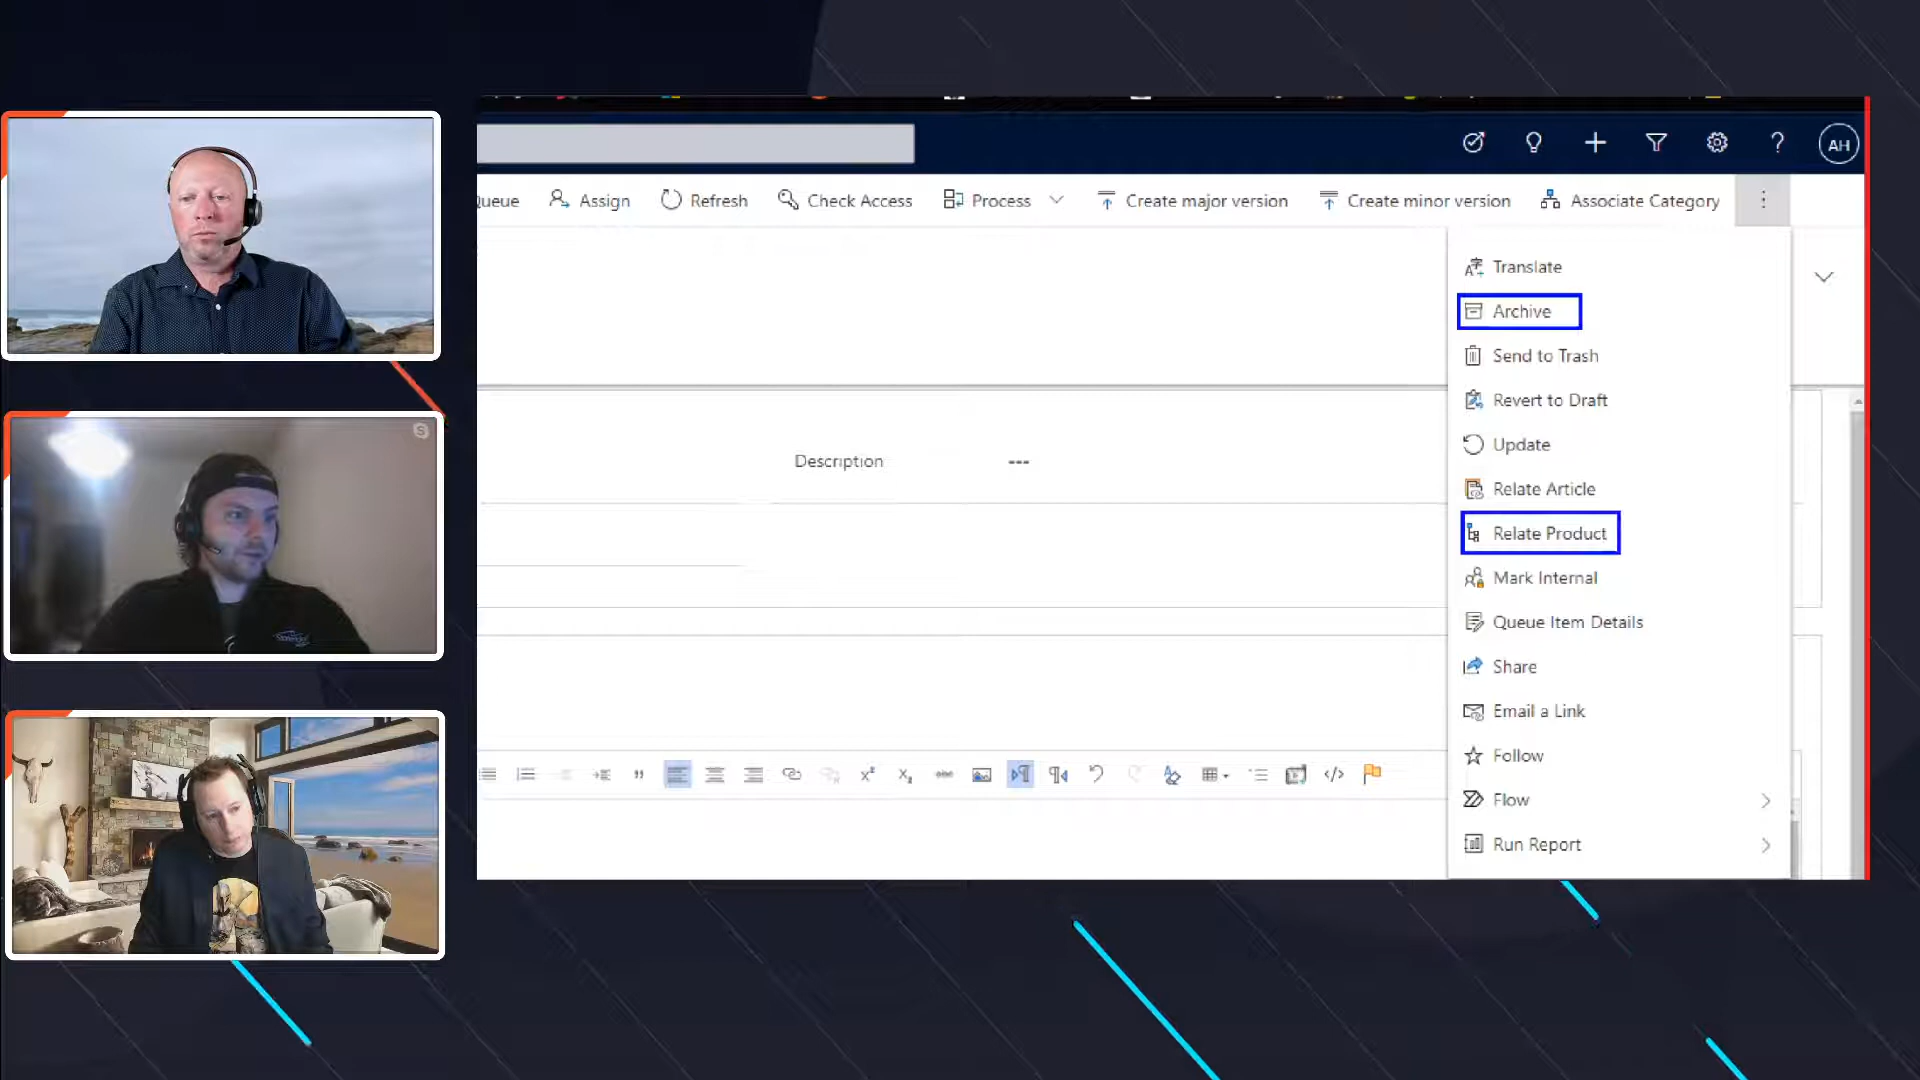 AH
Queue Assign Refresh Check Access Process Create major version Create minor version Associate Category
Translate
Archive
Send to Trash
Revert to Draft
Update
Description ---
Relate Article
Relate Product
Mark Internal
Queue Item Details
Share
Email a Link
Follow
Flow
Run Report